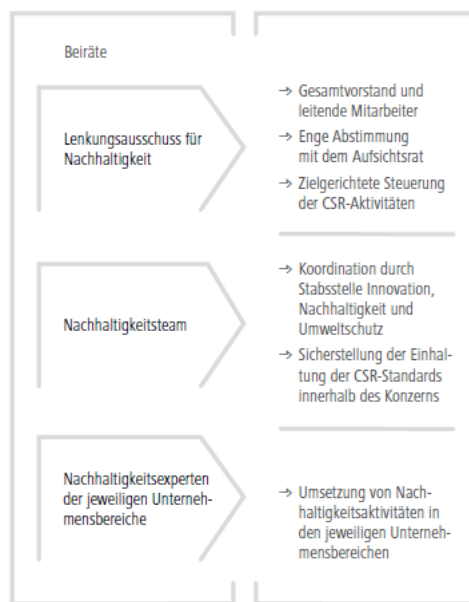 Beiräte
Lenkungsausschuss für
Nachhaltigkeit
→ Gesamtvorstand und
leitende Mitarbeiter
→ Enge Abstimmung
mit dem Aufsichtsrat
→ Zielgerichtete Steuerung
der CSR-Aktivitäten
Nachhaltigkeitsteam
→ Koordination durch
Stabsstelle Innovation,
Nachhaltigkeit und
Umweltschutz
→ Sicherstellung der Einhal-
tung der CSR-Standards
innerhalb des Konzerns
Nachhaltigkeitsexperten
der jeweiligen Unterneh-
mensbereiche
→ Umsetzung von Nach-
haltigkeitsaktivitäten in
den jeweiligen Unterneh-
mensbereichen